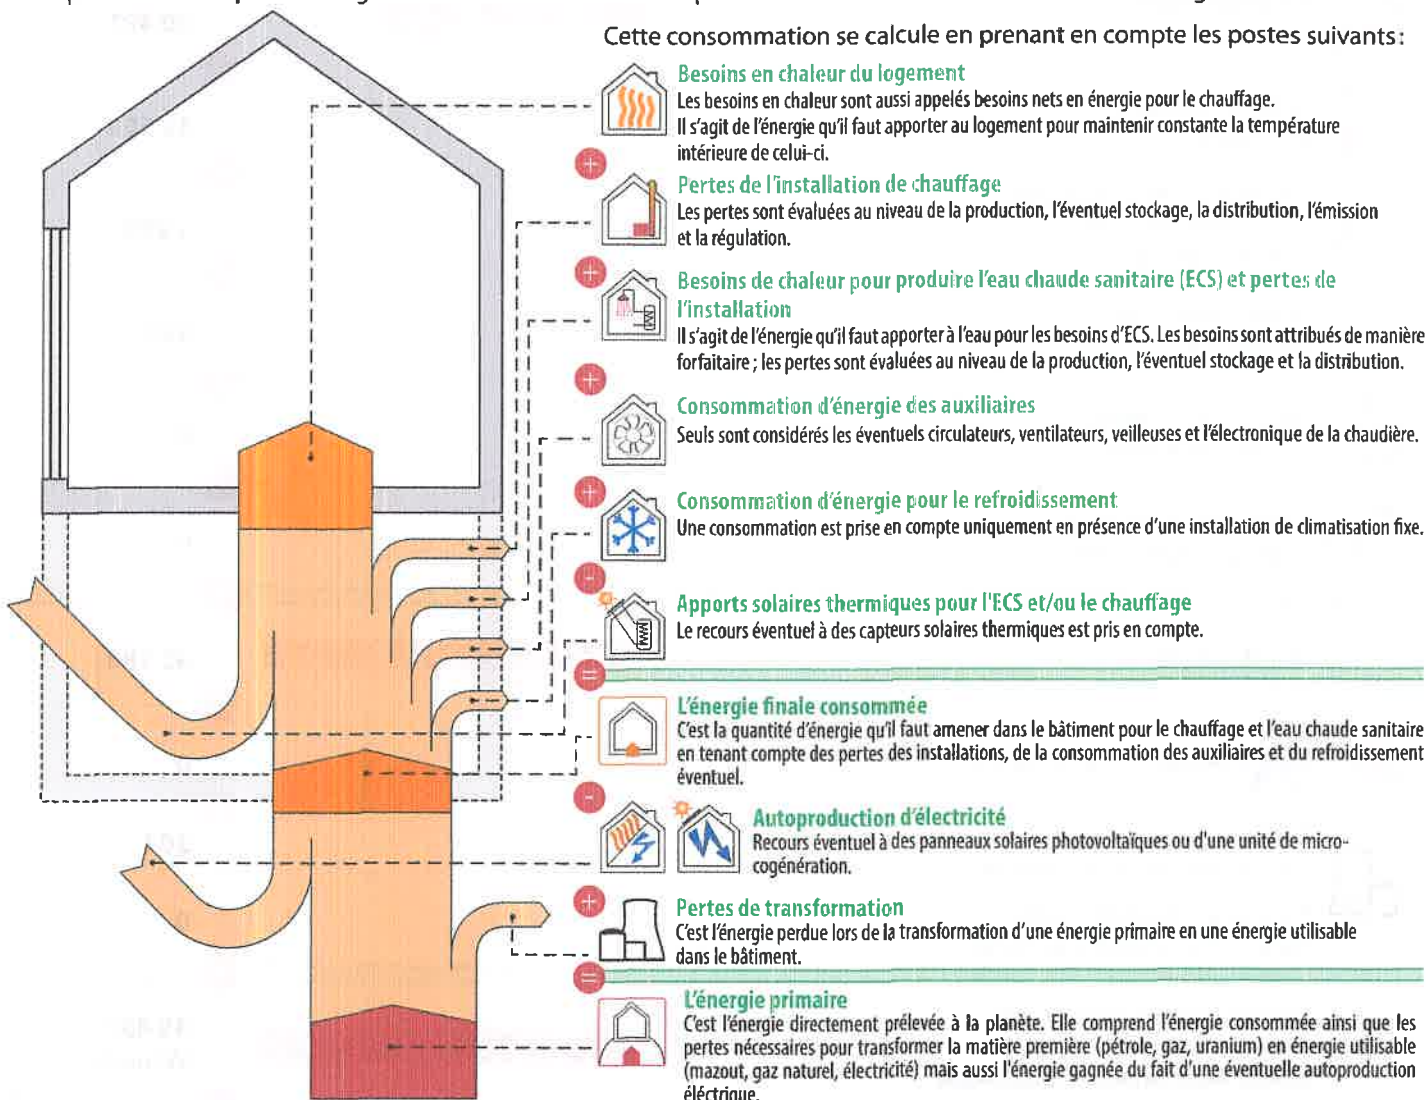 Cette consommation se calcule en prenant en compte les postes suivants :
Besoins en chaleur du logement
Les besoins en chaleur sont aussi appelés besoins nets en énergie pour le chauffage.
Il s'agit de l'énergie qu'il faut apporter au logement pour maintenir constante la température
intérieure de celui-ci.
+
Pertes de l'installation de chauffage
Les pertes sont évaluées au niveau de la production, l'éventuel stockage, la distribution, l'émission
et la régulation.
+
Besoins de chaleur pour produire l'eau chaude sanitaire (ECS) et pertes de
l'installation
Il s'agit de l'énergie qu'il faut apporter à l'eau pour les besoins d'ECS. Les besoins sont attribués de manière
forfaitaire ; les pertes sont évaluées au niveau de la production, l'éventuel stockage et la distribution.
+
Consommation d'énergie des auxiliaires
Seuls sont considérés les éventuels circulateurs, ventilateurs, veilleuses et l'électronique de la chaudière.
+
Consommation d'énergie pour le refroidissement
Une consommation est prise en compte uniquement en présence d'une installation de climatisation fixe.
-
Apports solaires thermiques pour l'ECS et/ou le chauffage
Le recours éventuel à des capteurs solaires thermiques est pris en compte.
=
L'énergie finale consommée
C'est la quantité d'énergie qu'il faut amener dans le bâtiment pour le chauffage et l'eau chaude sanitaire
en tenant compte des pertes des installations, de la consommation des auxiliaires et du refroidissement
éventuel.
-
Autoproduction d'électricité
Recours éventuel à des panneaux solaires photovoltaïques ou d'une unité de micro-
cogénération.
+
Pertes de transformation
C'est l'énergie perdue lors de la transformation d'une énergie primaire en une énergie utilisable
dans le bâtiment.
=
L'énergie primaire
C'est l'énergie directement prélevée à la planète. Elle comprend l'énergie consommée ainsi que les
pertes nécessaires pour transformer la matière première (pétrole, gaz, uranium) en énergie utilisable
(mazout, gaz naturel, électricité) mais aussi l'énergie gagnée du fait d'une éventuelle autoproduction
éléctrique.